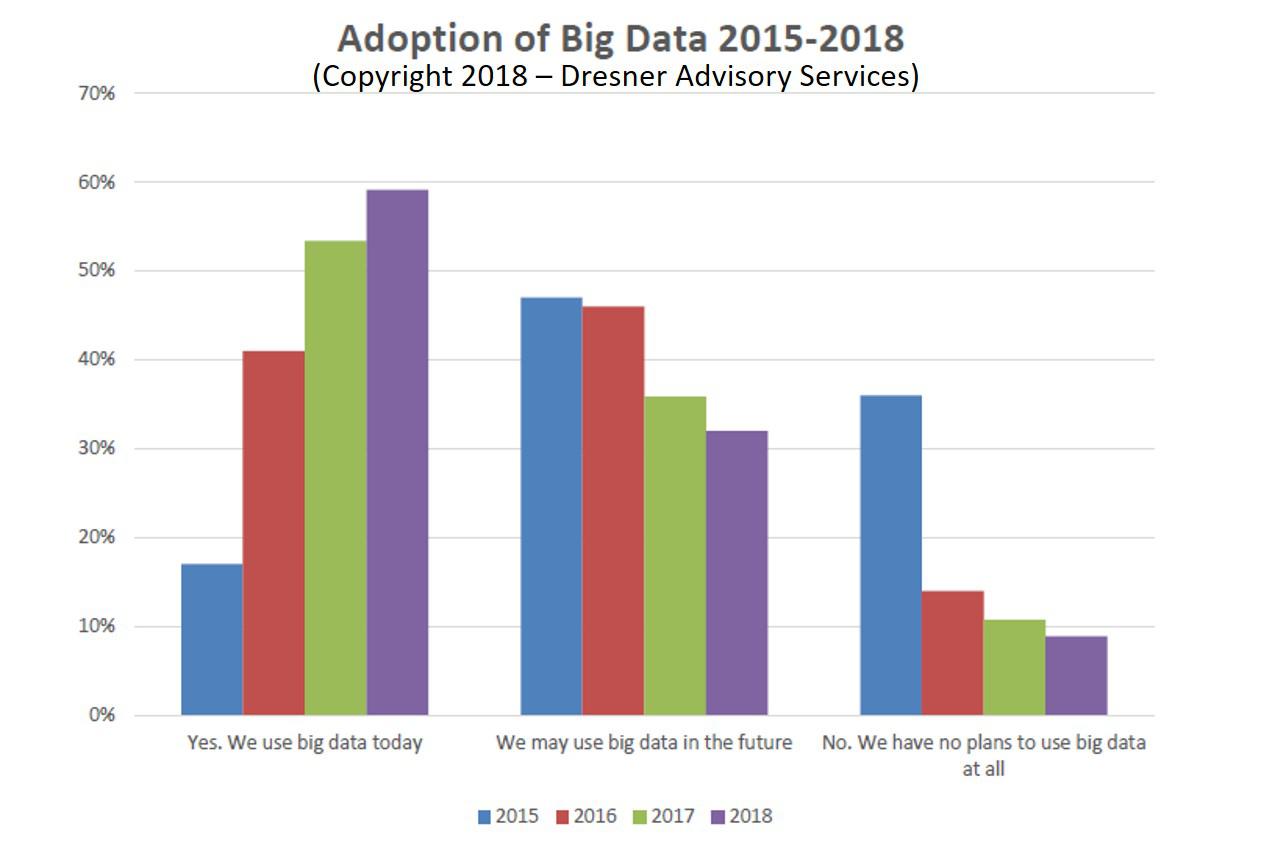 Adoption of Big Data 2015-2018
(Copyright 2018 – Dresner Advisory Services)
70%
60%
50%
40%
30%
20%
10%
0%
Yes. We use big data today
We may use big data in the future
No. We have no plans to use big data
at all
2015
2016
2017
2018